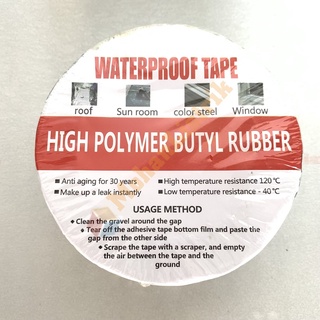 WATERPROOF TAPE
roof Sun room color steel Window
HIGH POLYMER BUTYL RUBBER
Anti aging for 30 years High temperature resistance 120℃
Make up a leak instantly Low temperature resistance - 40℃
USAGE METHOD
Clean the gravel around the gap
Tear off the adhesive tape bottom film and paste the
gap from the other side
Scrape the tape with a scraper, and empty
the air between the tape and the
ground